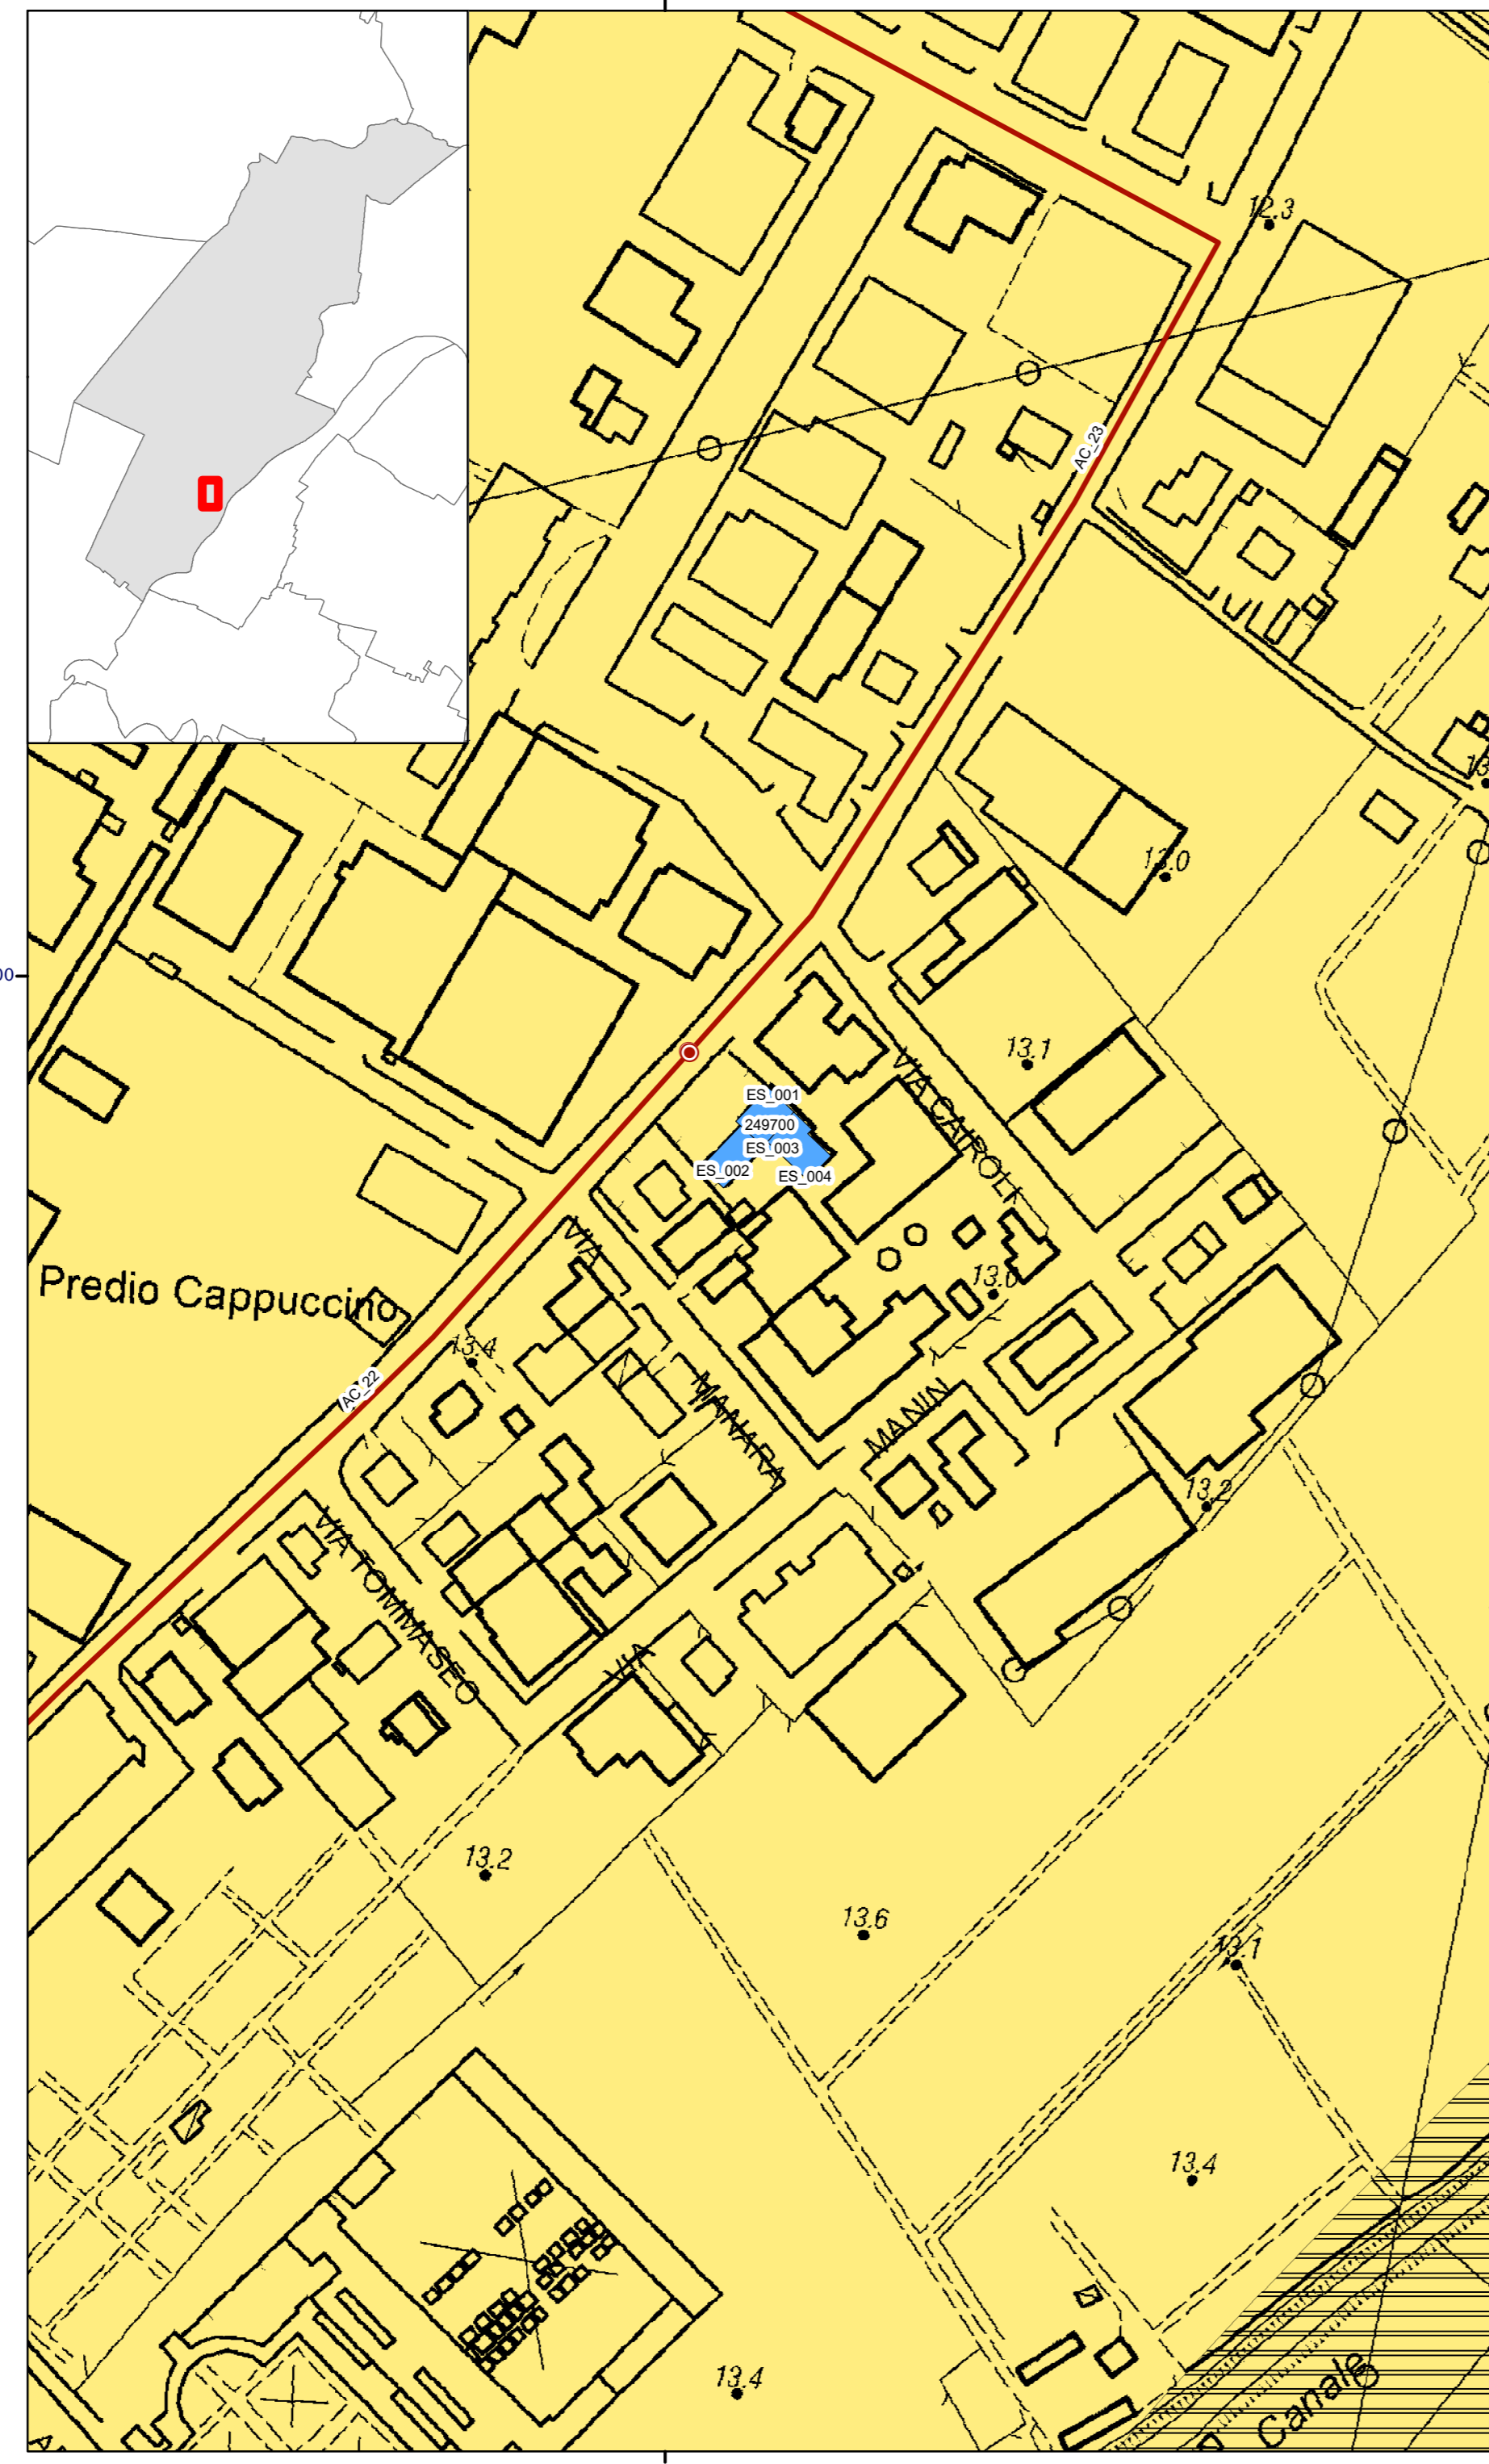 12.3
AC_23
13.0
00
13.1
VIA CAIROLI
ES_001
249700
ES_003
ES_002
ES_004
VIA
Predio Cappuccino
13.4
AC_22
MANARA
MANIN
13.2
VIA TOMMASEO
VIA
13.2
13.6
13.1
13.4
13.4
Canale